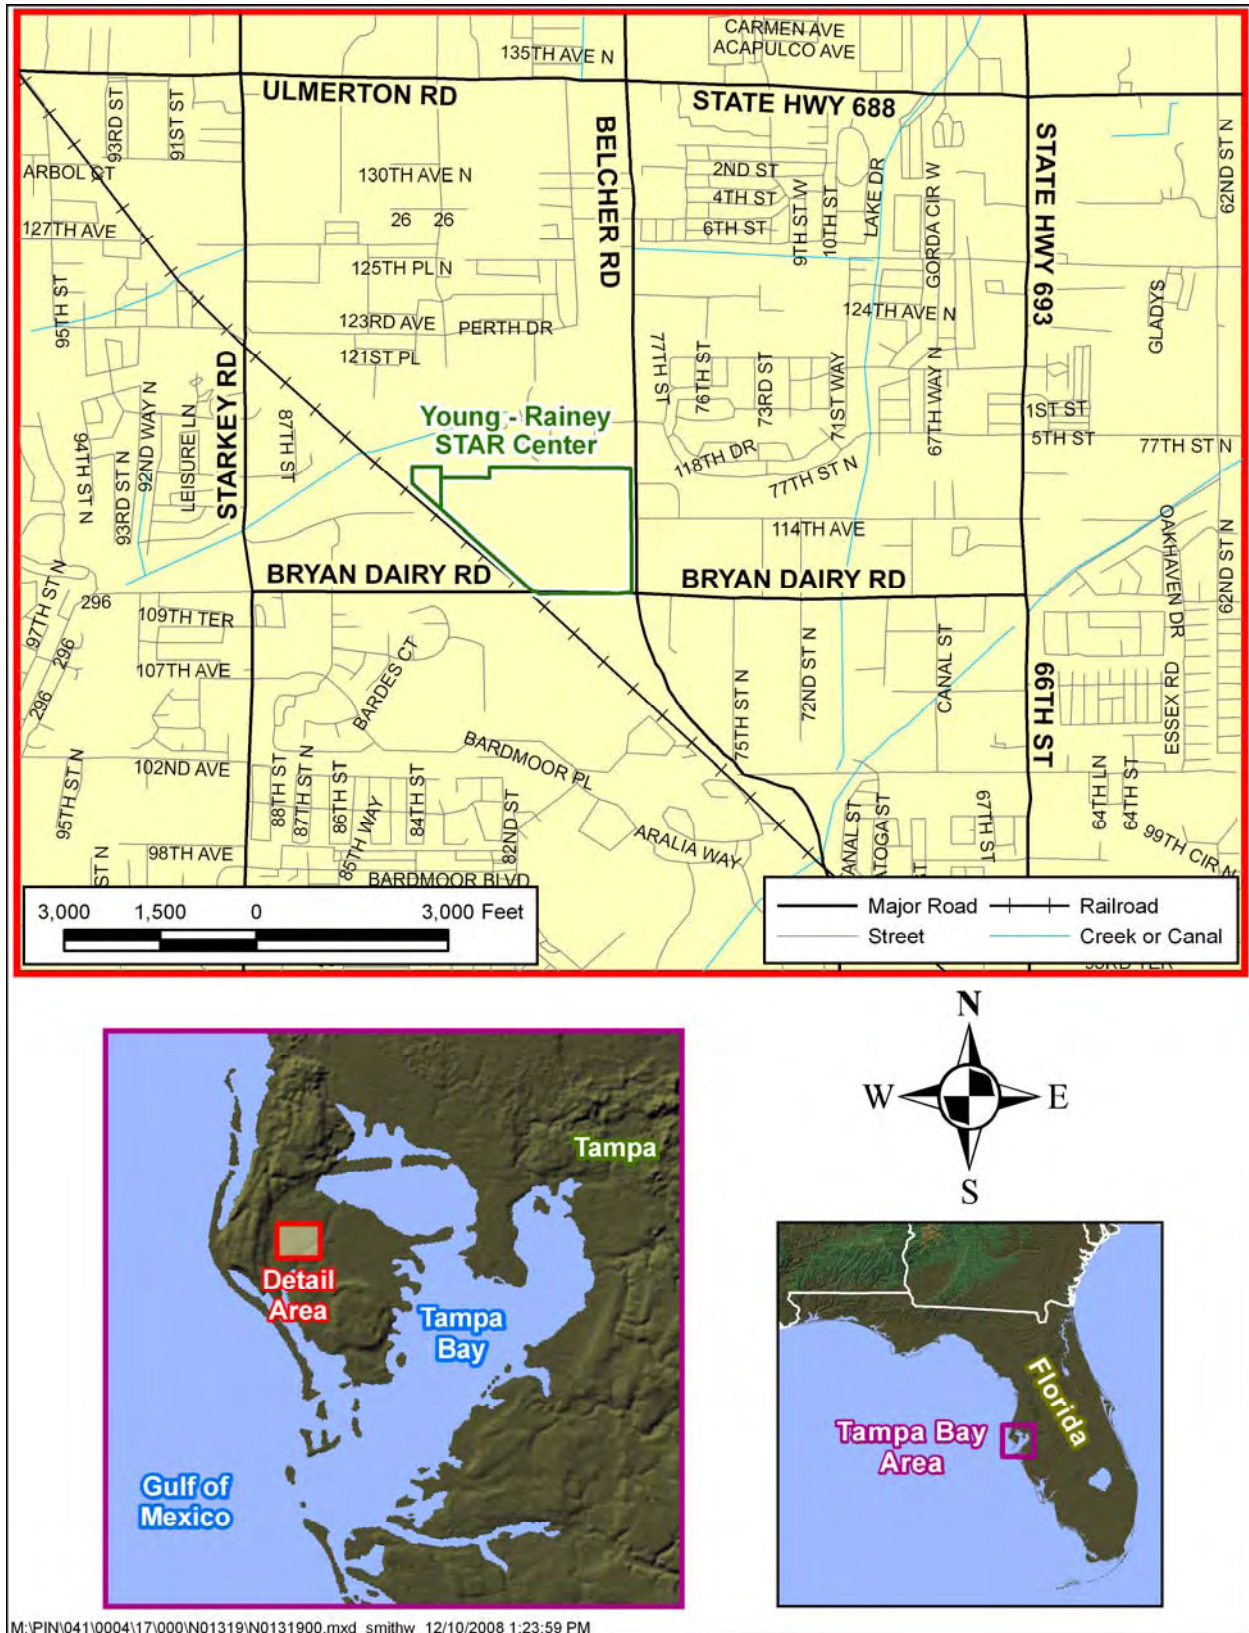 CARMEN AVE
ACAPULCO AVE
135TH AVE N
ULMERTON RD
STATE HWY 688
93RD ST
91ST ST
BELCHER RD
STATE HWY 693
62ND ST N
ARBOL CT
130TH AVE N
2ND ST
4TH ST
6TH ST
9TH ST W
10TH ST
LAKE DR
GORDA CIR W
26 26
127TH AVE
125TH PL N
95TH ST
123RD AVE
PERTH DR
124TH AVE N
GLADYS
121ST PL
STARKEY RD
77TH ST
76TH ST
73RD ST
71ST WAY
67TH WAY N
1ST ST
5TH ST
77TH ST N
Young - Rainey
STAR Center
94TH ST N
93RD ST N
92ND WAY N
LEISURE LN
87TH ST
118TH DR
77TH ST N
114TH AVE
OAKHAVEN DR
62ND ST N
BRYAN DAIRY RD
BRYAN DAIRY RD
97TH ST N
296
296
296
109TH TER
107TH AVE
BARDES CT
75TH ST N
72ND ST N
CANAL ST
66TH ST
ESSEX RD
102ND AVE
BARDMOOR PL
95TH ST N
88TH ST
87TH ST N
86TH ST
85TH WAY
84TH ST
82ND ST
ARALIA WAY
67TH ST
64TH LN
64TH ST
99TH CIR N
98TH AVE
ST N
BARDMOOR BLVD
3,000 1,500 0 3,000 Feet
Major Road Railroad
Street Creek or Canal
N
W E
S
Tampa
Detail
Area
Tampa
Bay
Gulf of
Mexico
Florida
Tampa Bay
Area
M:\PIN\041\0004\17\000\N01319\N0131900.mxd smithw 12/10/2008 1:23:59 PM